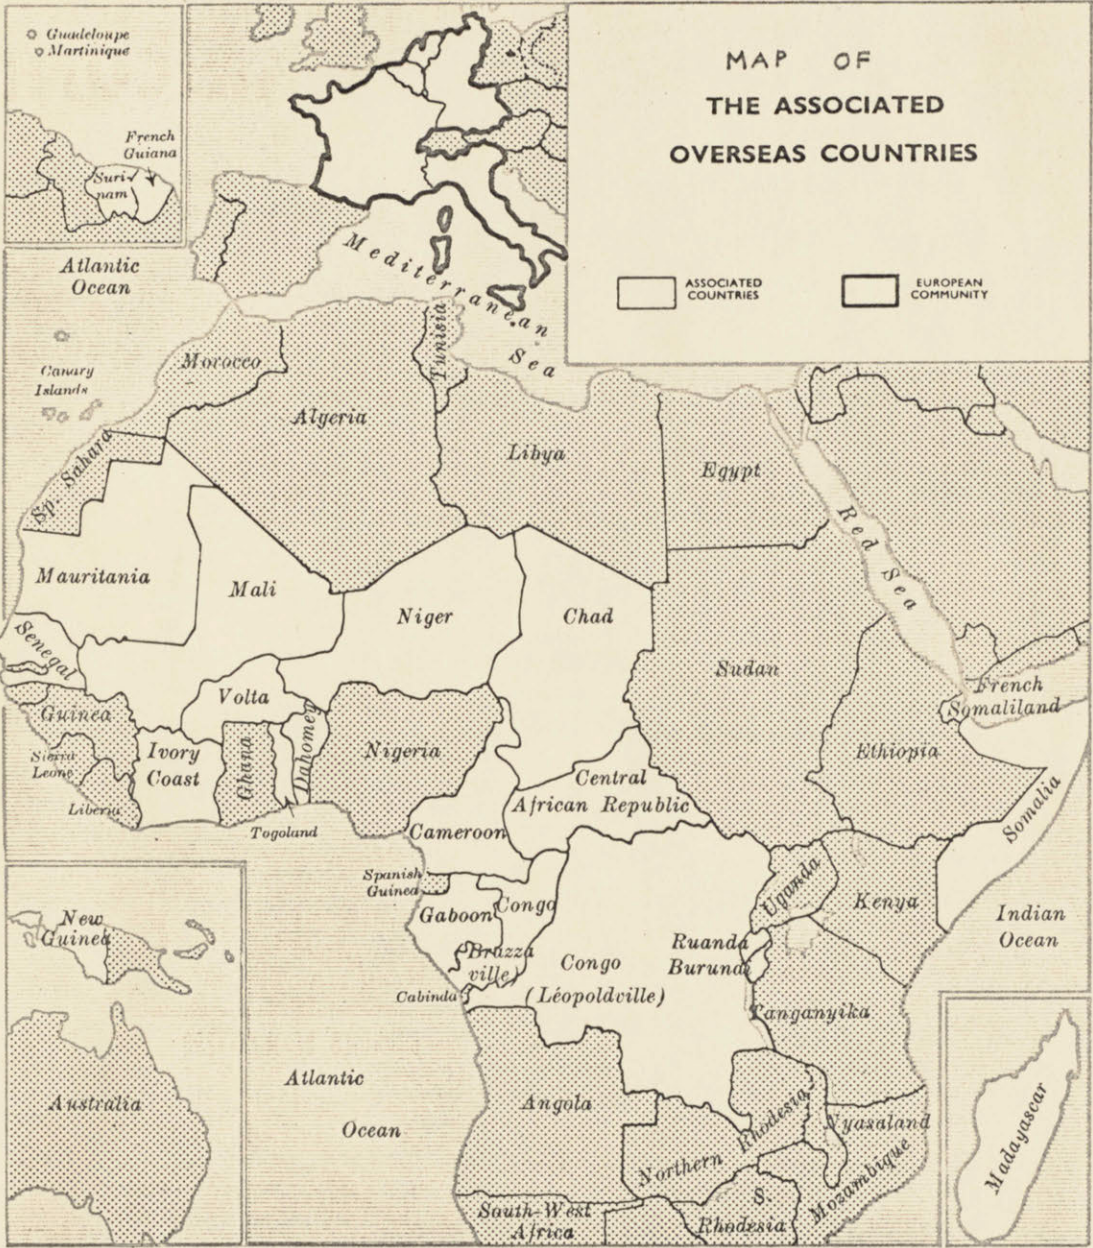 MAP OF
THE ASSOCIATED
OVERSEAS COUNTRIES
ASSOCIATED
COUNTRIES
EUROPEAN
COMMUNITY
Guadeloupe
Martinique
French
Guiana
Suri-
nam
Atlantic
Ocean
Mediterranean
Sea
Canary
Islands
Morocco
Algeria
Tunisia
Libya
Egypt
Red
Sea
Sp. Sahara
Mauritania
Mali
Niger
Chad
Sudan
Senegal
Guinea
Sierra
Leone
Liberia
Ivory
Coast
Volta
Ghana
Togoland
Dahomey
Nigeria
Cameroon
Central
African Republic
Ethiopia
French
Somaliland
Somalia
Spanish
Guinea
Gaboon
Congo
(Brazza
ville)
Cabinda
Congo
(Léopoldville)
Ruanda
Burundi
Uganda
Kenya
Tanganyika
Indian
Ocean
New
Guinea
Australia
Atlantic
Ocean
Angola
Northern Rhodesia
Nyasaland
Mozambique
S.
Rhodesia
South-West
Africa
Madayascar